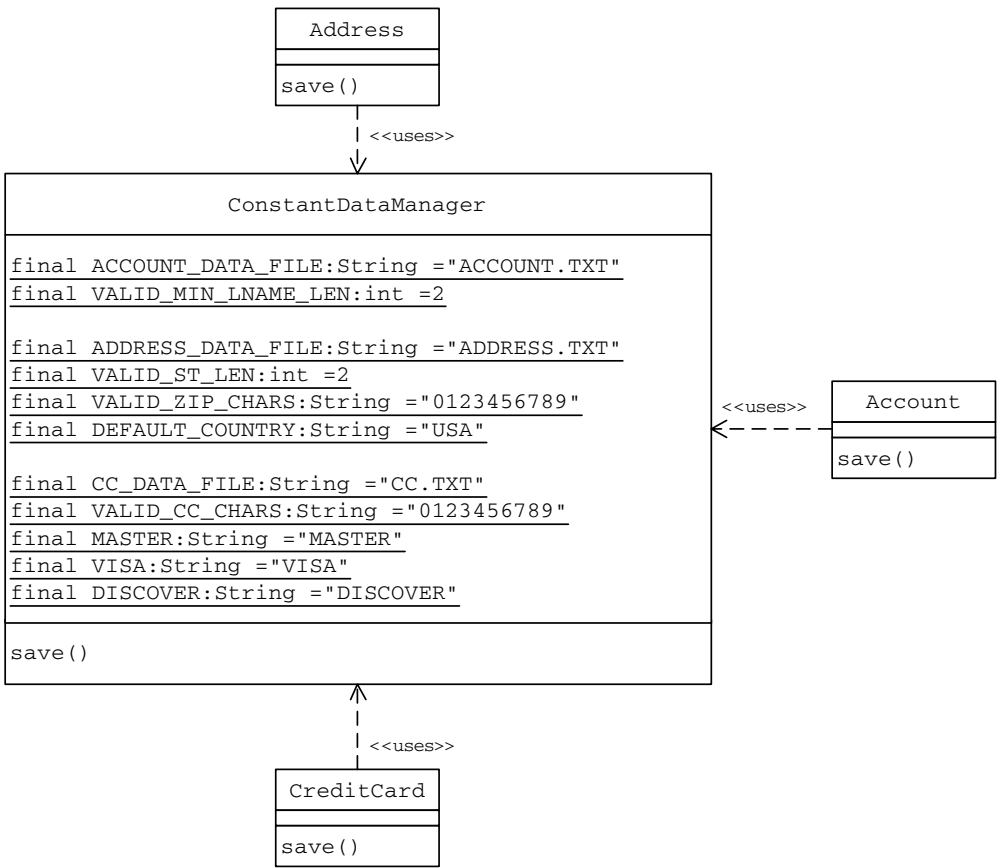 Address
save()
<<uses>>
ConstantDataManager
final ACCOUNT_DATA_FILE:String ="ACCOUNT.TXT"
final VALID_MIN_LNAME_LEN:int =2
final ADDRESS_DATA_FILE:String ="ADDRESS.TXT"
final VALID_ST_LEN:int =2
final VALID_ZIP_CHARS:String ="0123456789"
final DEFAULT_COUNTRY:String ="USA"
final CC_DATA_FILE:String ="CC.TXT"
final VALID_CC_CHARS:String ="0123456789"
final MASTER:String ="MASTER"
final VISA:String ="VISA"
final DISCOVER:String ="DISCOVER"
save()
<<uses>>
Account
save()
<<uses>>
CreditCard
save()